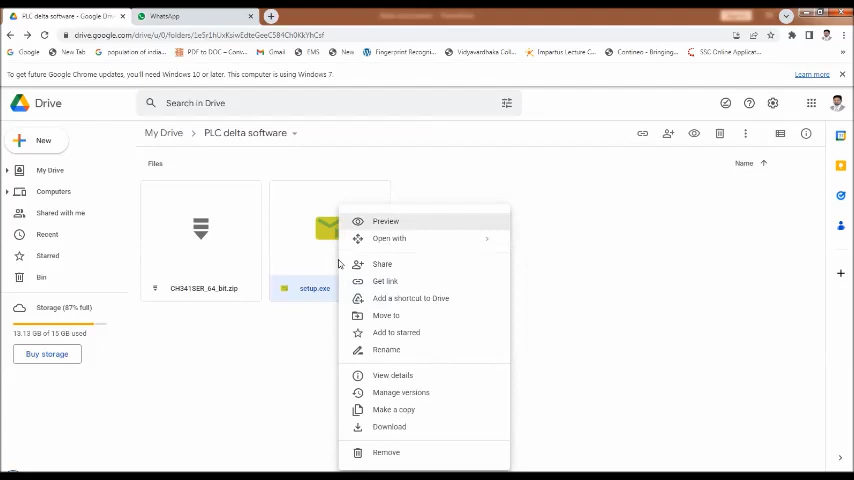 PLC delta software - Google Driv
WhatsApp
drive.google.com/drive/u/0/folders/1e5r1hUxKsiwEdteGeeC584Ch0KkYhCsf
Google
New Tab
population of india...
PDF to DOC – Conv...
Gmail
EMS
New
Fingerprint Recogni...
Vidyavardhaka Coll...
Impartus Lecture C...
Contineo - Bringing...
SSC Online Applicat...
To get future Google Chrome updates, you'll need Windows 10 or later. This computer is using Windows 7.
Learn more
Drive
Search in Drive
New
My Drive
PLC delta software
My Drive
Computers
Shared with me
Recent
Starred
Bin
Storage (87% full)
13.13 GB of 15 GB used
Buy storage
Files
Name
CH341SER_64_bit.zip
setup.exe
Preview
Open with
Share
Get link
Add a shortcut to Drive
Move to
Add to starred
Rename
View details
Manage versions
Make a copy
Download
Remove